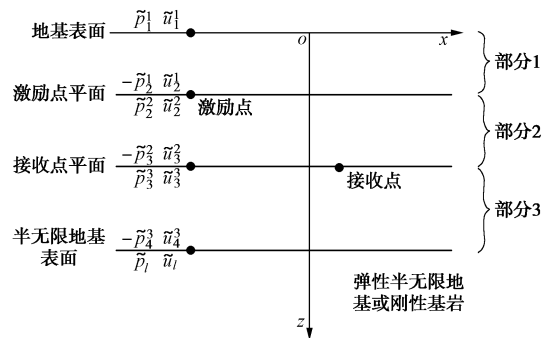 地基表面
p̃₁¹ ũ₁¹
o
x
部分1
激励点平面
-p̃₂¹ ũ₂¹
p̃₂² ũ₂²
激励点
部分2
接收点平面
-p̃₃² ũ₃²
p̃₃³ ũ₃³
接收点
部分3
半无限地基
表面
-p̃₄³ ũ₄³
p̃ₗ ũₗ
弹性半无限地
基或刚性基岩
z